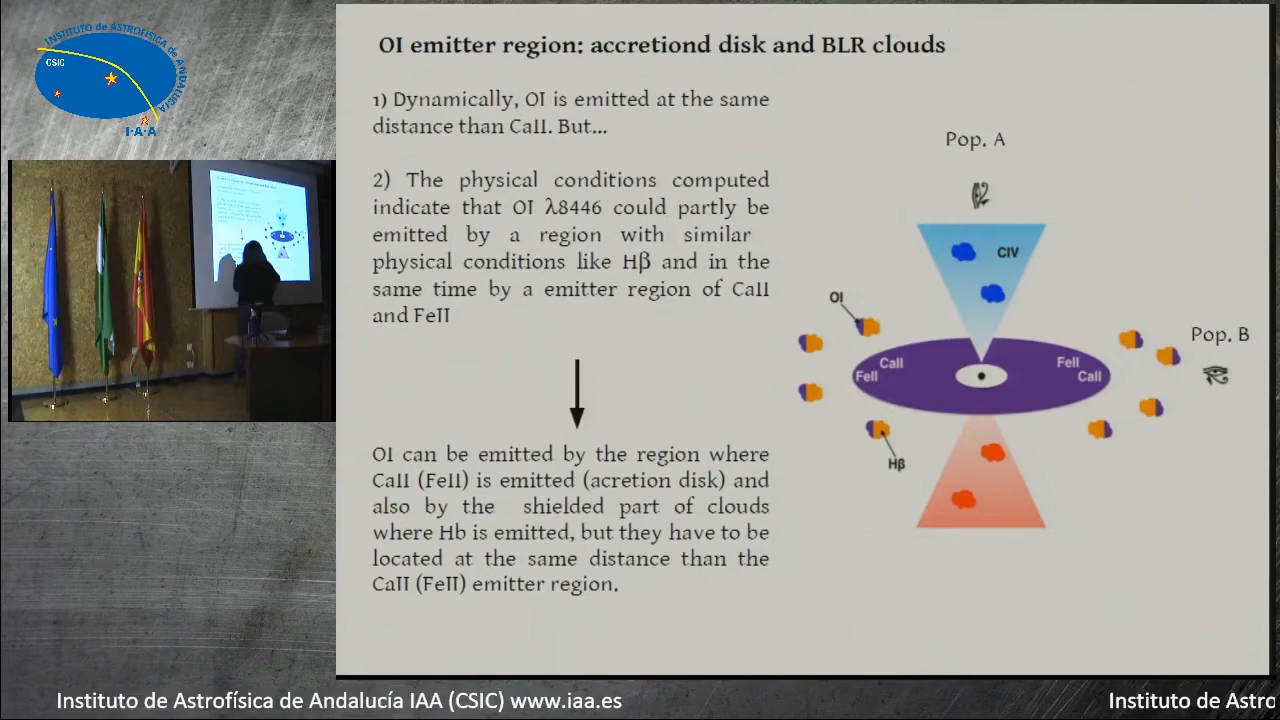 INSTITUTO de ASTROFÍSICA de ANDALUCÍA
CSIC
I·A·A
OI emitter region: accretiond disk and BLR clouds
1) Dynamically, OI is emitted at the same
distance than CaII. But...
2) The physical conditions computed
indicate that OI λ8446 could partly be
emitted by a region with similar
physical conditions like Hβ and in the
same time by a emitter region of CaII
and FeII
OI can be emitted by the region where
CaII (FeII) is emitted (acretion disk) and
also by the shielded part of clouds
where Hb is emitted, but they have to be
located at the same distance than the
CaII (FeII) emitter region.
Pop. A
CIV
OI
Pop. B
CaII
FeII
FeII
CaII
Hβ
Instituto de Astrofísica de Andalucía IAA (CSIC) www.iaa.es
Instituto de Astro